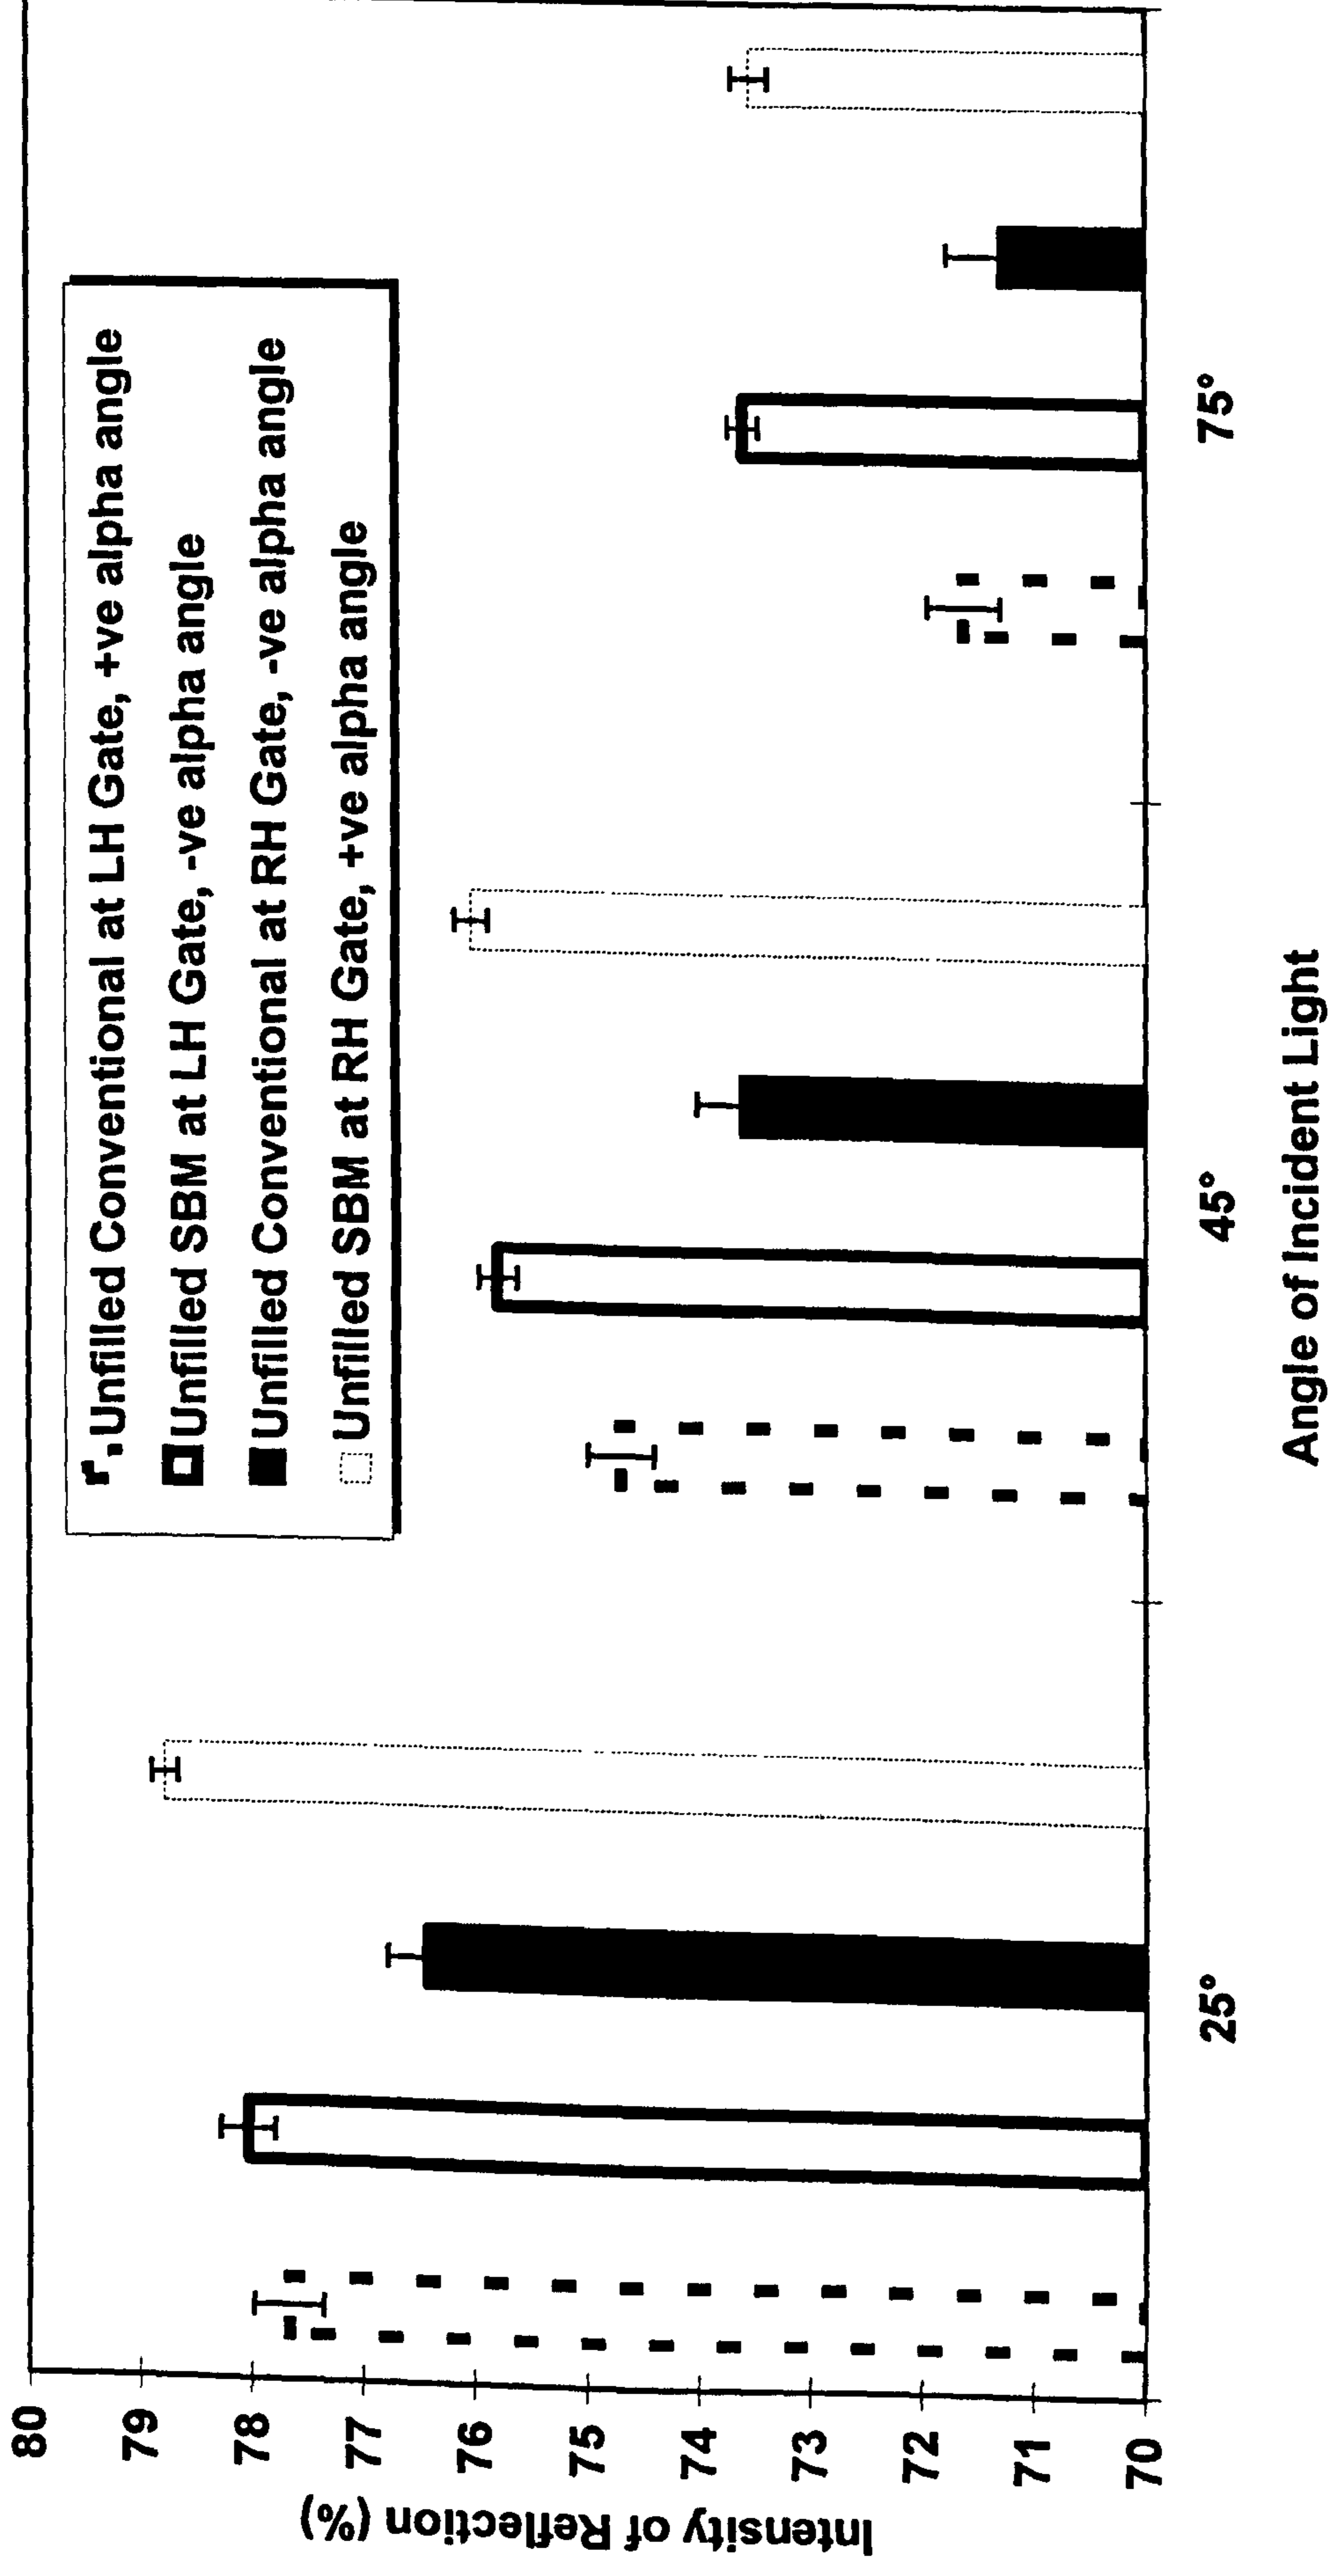 Intensity of Reflection (%)
80
79
78
77
76
75
74
73
72
71
70
Unfilled Conventional at LH Gate, +ve alpha angle
Unfilled SBM at LH Gate, -ve alpha angle
Unfilled Conventional at RH Gate, -ve alpha angle
Unfilled SBM at RH Gate, +ve alpha angle
25°
45°
75°
Angle of Incident Light